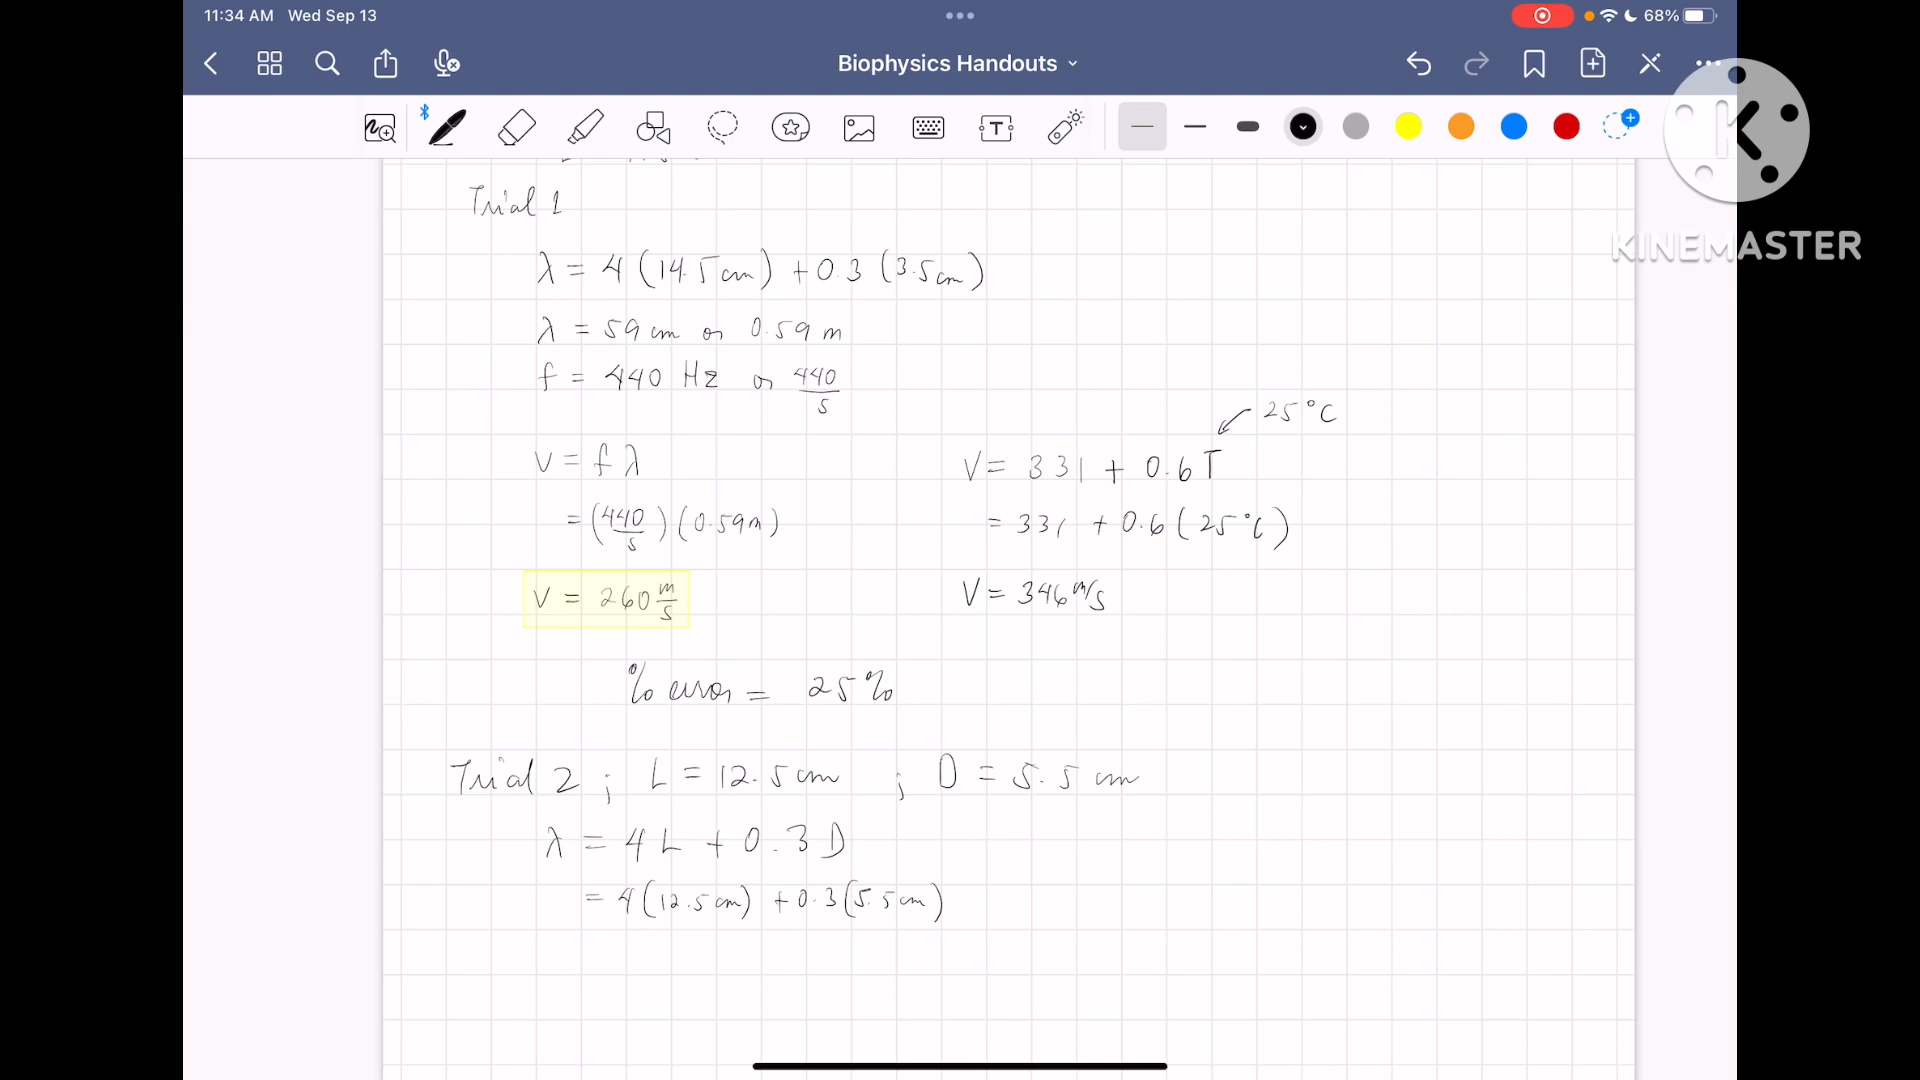 11:34 AM Wed Sep 13
68%
Biophysics Handouts
KINEMASTER
Trial 1
λ = 4 (14.5 cm) + 0.3 (3.5 cm)
λ = 59 cm or 0.59 m
f = 440 Hz or 440/s
25°C
v = f λ
V = 331 + 0.6 T
= (440/s) (0.59m)
= 331 + 0.6 (25°C)
v = 260 m/s
V = 346 m/s
% error = 25%
Trial 2 ; L = 12.5 cm ; D = 5.5 cm
λ = 4 L + 0.3 D
= 4 (12.5 cm) + 0.3 (5.5 cm)